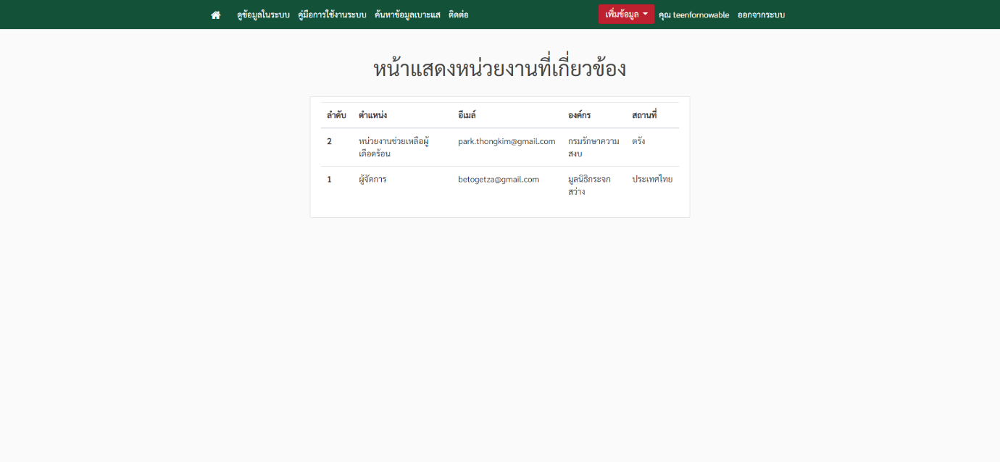 ดูข้อมูลในระบบ คู่มือการใช้งานระบบ ค้นหาข้อมูลเบาะแส ติดต่อ เพิ่มข้อมูล คุณ teenfornowable ออกจากระบบ
หน้าแสดงหน่วยงานที่เกี่ยวข้อง
ลำดับ ตำแหน่ง อีเมล์ องค์กร สถานที่
2 หน่วยงานช่วยเหลือผู้ park.thongkim@gmail.com กรมรักษาความ ตรัง
เดือดร้อน สงบ
1 ผู้จัดการ betogetza@gmail.com มูลนิธิกระจก ประเทศไทย
สว่าง